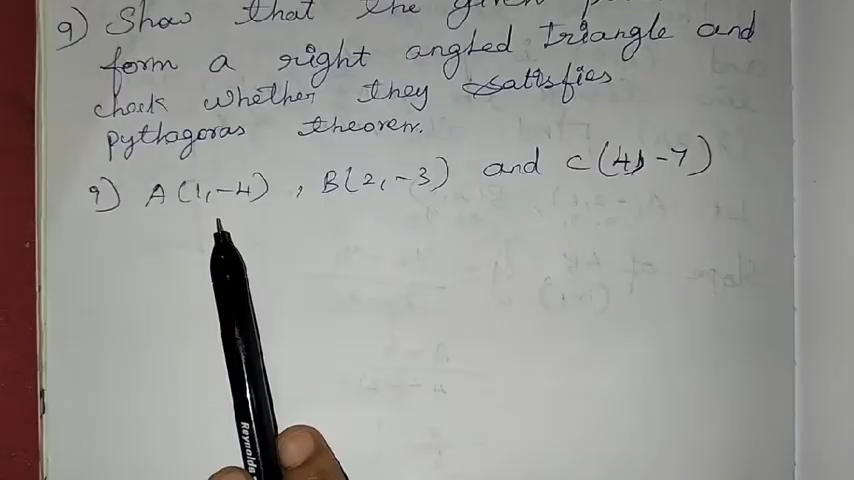 9) Show that the given
form a right angled triangle and
check whether they satisfies
pythagoras theorem.
9) A(1,-4) , B(2,-3) and C(4,-7)
Reynolds